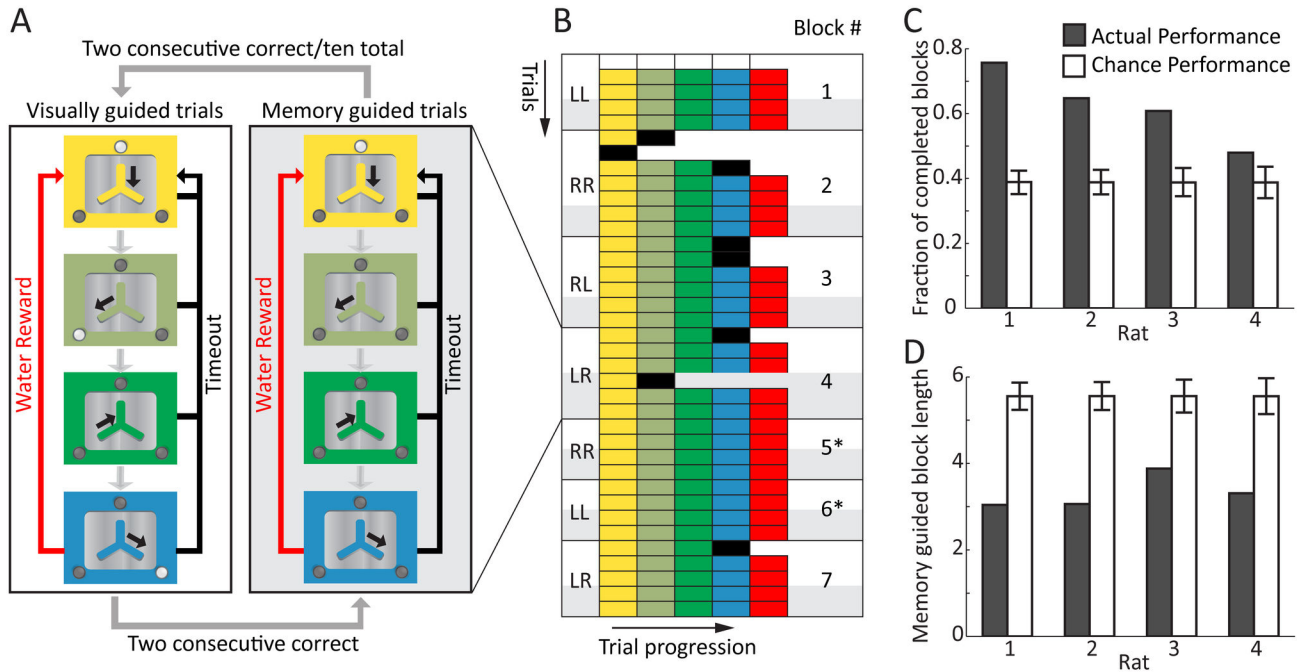 A
Two consecutive correct/ten total
Visually guided trials
Memory guided trials
Water Reward
Timeout
Water Reward
Timeout
Two consecutive correct
B
Block #
Trials
LL
1
RR
2
RL
3
LR
4
RR
5*
LL
6*
LR
7
Trial progression
C
Actual Performance
Chance Performance
Fraction of completed blocks
0.8
0.6
0.4
0.2
0
1 2 3 4
Rat
D
Memory guided block length
6
4
2
0
1 2 3 4
Rat